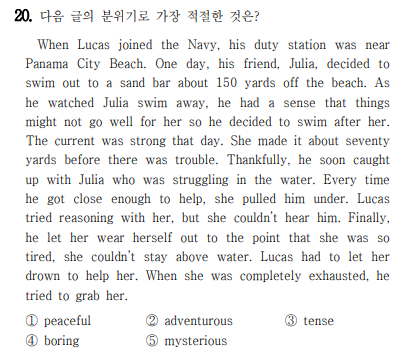 20. 다음 글의 분위기로 가장 적절한 것은?
When Lucas joined the Navy, his duty station was near
Panama City Beach. One day, his friend, Julia, decided to
swim out to a sand bar about 150 yards off the beach. As
he watched Julia swim away, he had a sense that things
might not go well for her so he decided to swim after her.
The current was strong that day. She made it about seventy
yards before there was trouble. Thankfully, he soon caught
up with Julia who was struggling in the water. Every time
he got close enough to help, she pulled him under. Lucas
tried reasoning with her, but she couldn't hear him. Finally,
he let her wear herself out to the point that she was so
tired, she couldn't stay above water. Lucas had to let her
drown to help her. When she was completely exhausted, he
tried to grab her.
① peaceful ② adventurous ③ tense
④ boring ⑤ mysterious